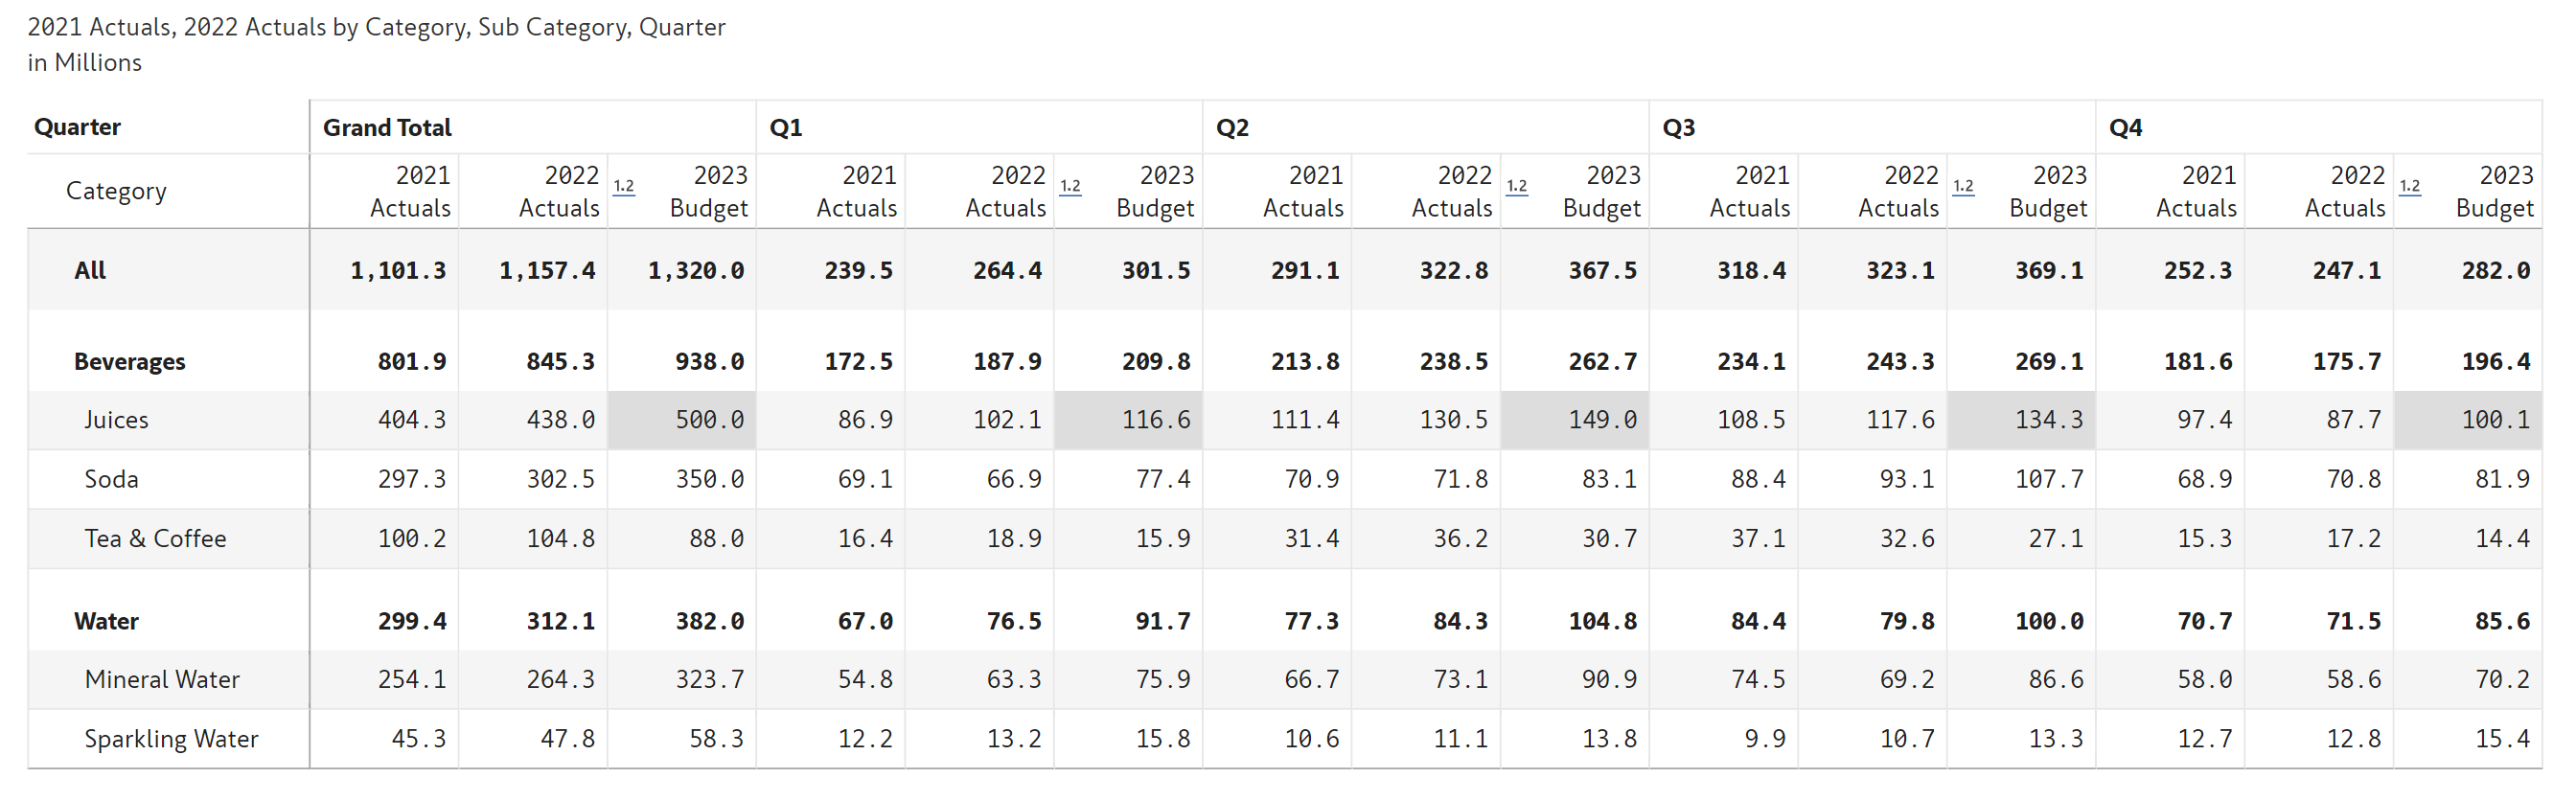 2021 Actuals, 2022 Actuals by Category, Sub Category, Quarter
in Millions
Quarter Grand Total Q1 Q2 Q3 Q4
Category 2021 Actuals 2022 Actuals 1.2 2023 Budget 2021 Actuals 2022 Actuals 1.2 2023 Budget 2021 Actuals 2022 Actuals 1.2 2023 Budget 2021 Actuals 2022 Actuals 1.2 2023 Budget 2021 Actuals 2022 Actuals 1.2 2023 Budget
All 1,101.3 1,157.4 1,320.0 239.5 264.4 301.5 291.1 322.8 367.5 318.4 323.1 369.1 252.3 247.1 282.0
Beverages 801.9 845.3 938.0 172.5 187.9 209.8 213.8 238.5 262.7 234.1 243.3 269.1 181.6 175.7 196.4
Juices 404.3 438.0 500.0 86.9 102.1 116.6 111.4 130.5 149.0 108.5 117.6 134.3 97.4 87.7 100.1
Soda 297.3 302.5 350.0 69.1 66.9 77.4 70.9 71.8 83.1 88.4 93.1 107.7 68.9 70.8 81.9
Tea & Coffee 100.2 104.8 88.0 16.4 18.9 15.9 31.4 36.2 30.7 37.1 32.6 27.1 15.3 17.2 14.4
Water 299.4 312.1 382.0 67.0 76.5 91.7 77.3 84.3 104.8 84.4 79.8 100.0 70.7 71.5 85.6
Mineral Water 254.1 264.3 323.7 54.8 63.3 75.9 66.7 73.1 90.9 74.5 69.2 86.6 58.0 58.6 70.2
Sparkling Water 45.3 47.8 58.3 12.2 13.2 15.8 10.6 11.1 13.8 9.9 10.7 13.3 12.7 12.8 15.4